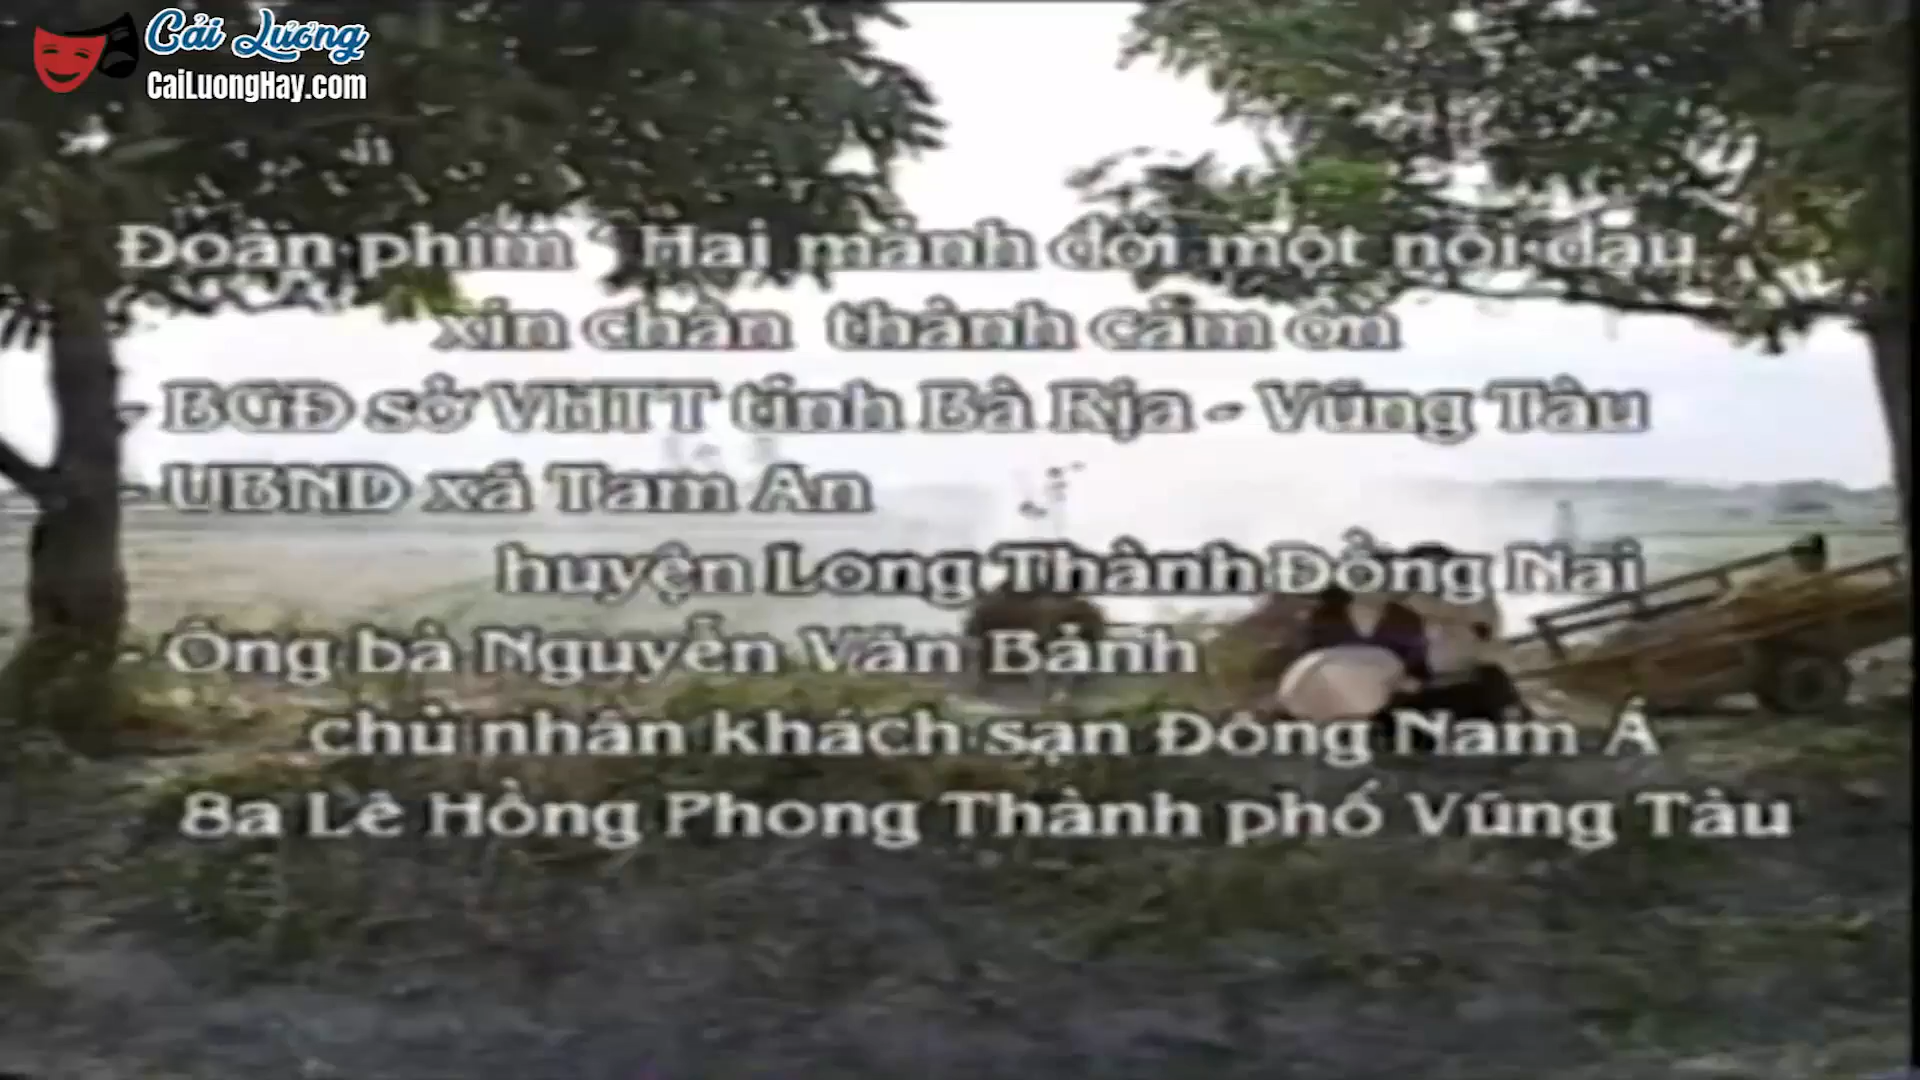 Cải Lương
CaiLuongHay.com
Đoàn phim " Hai mảnh đời một nỗi đau
xin chân thành cảm ơn
- BGĐ sở VHTT tỉnh Bà Rịa - Vũng Tàu
- UBND xã Tam An
huyện Long Thành Đồng Nai
- Ông bà Nguyễn Văn Bảnh
chủ nhân khách sạn Đông Nam Á
8a Lê Hồng Phong Thành phố Vũng Tàu